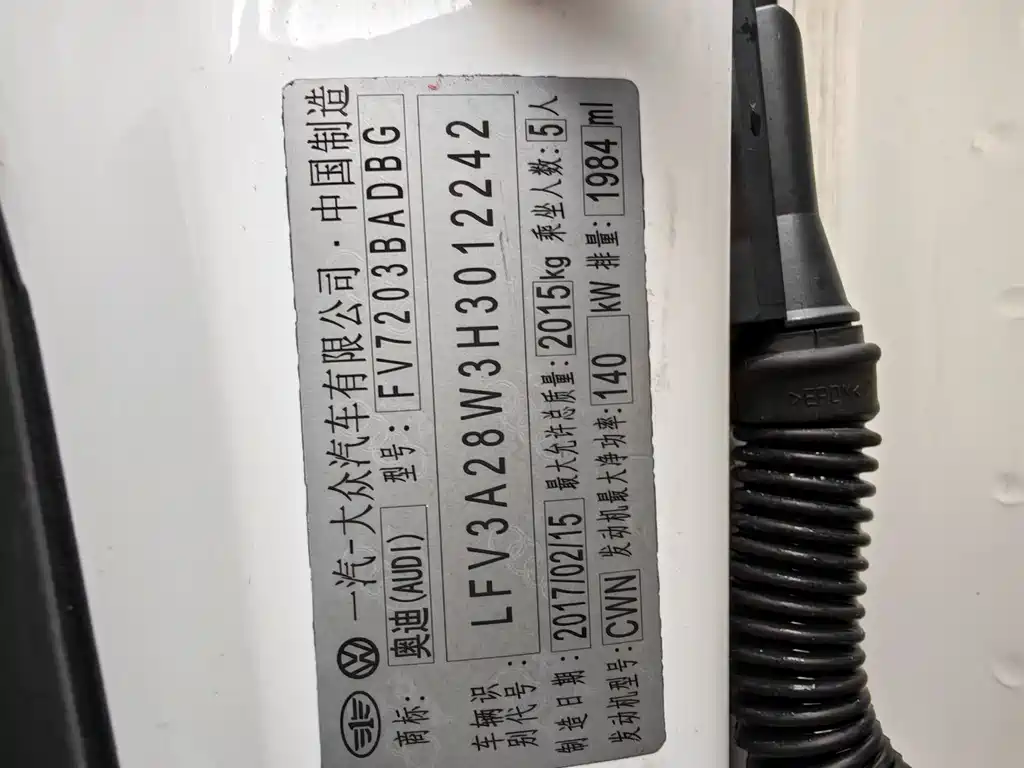 一汽-大众汽车有限公司·中国制造
商标: 奥迪(AUDI) 型号: FV7203BADBG
车辆识别代号: LFV3A28W3H3012242
制造日期: 2017/02/15 最大允许总质量: 2015kg 乘坐人数: 5人
发动机型号: CWN 发动机最大净功率: 140 kW 排量: 1984 ml